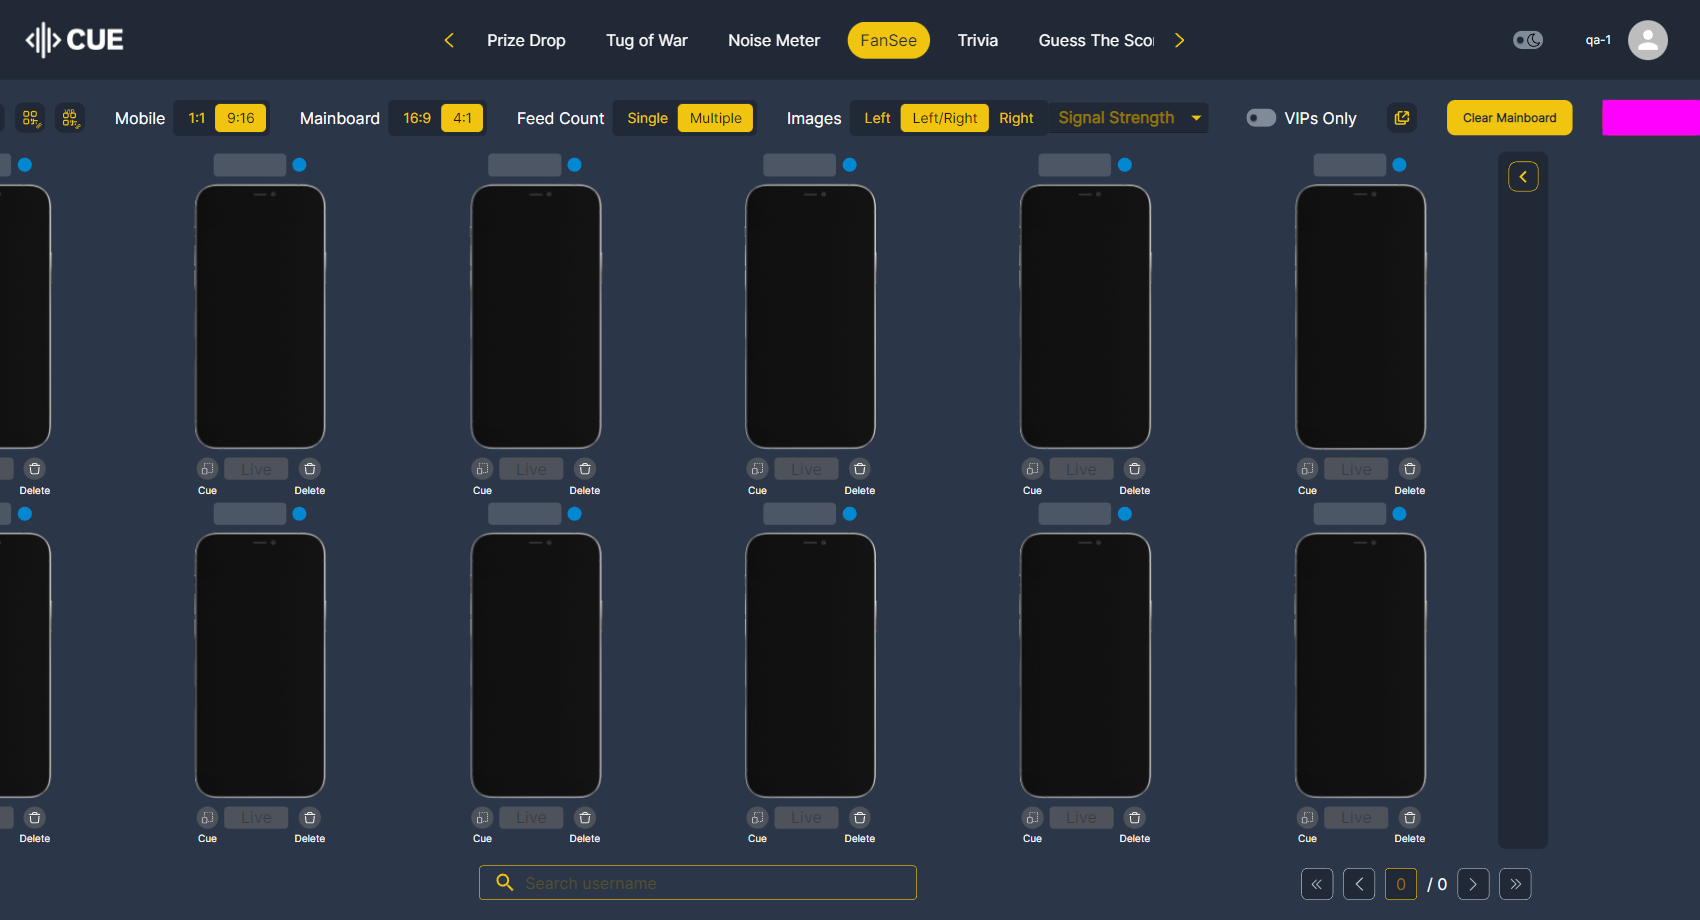 CUE
Prize Drop Tug of War Noise Meter FanSee Trivia Guess The Scor
qa-1
Mobile 1:1 9:16 Mainboard 16:9 4:1 Feed Count Single Multiple Images Left Left/Right Right Signal Strength VIPs Only Clear Mainboard
Live Live Live Live Live
Delete Cue Delete Cue Delete Cue Delete Cue Delete Cue Delete
Live Live Live Live Live
Delete Cue Delete Cue Delete Cue Delete Cue Delete Cue Delete
Search username
0 / 0